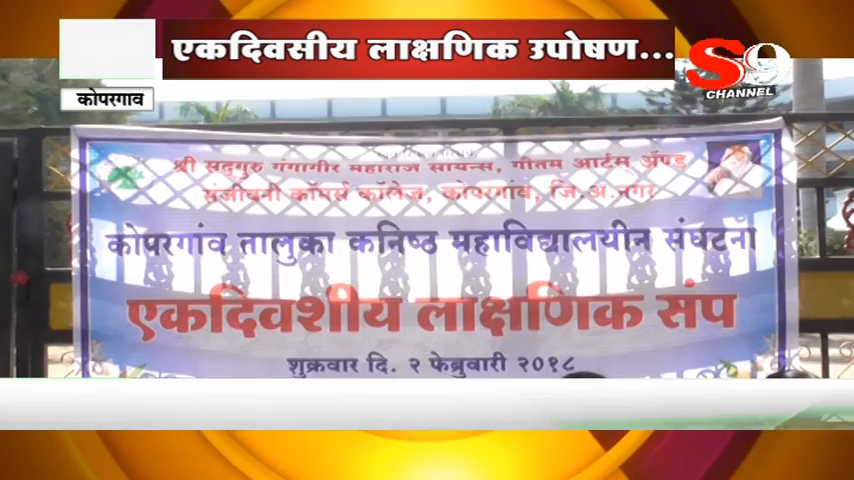 एकदिवसीय लाक्षणिक उपोषण...
S9
CHANNEL
कोपरगाव
श्री सद्गुरु गंगागीर महाराज सायन्स, गौतम आर्टस् अॅण्ड
संजीवनी कॉमर्स कॉलेज, कोपरगांव, जि.अ.नगर
कोपरगांव तालुका कनिष्ठ महाविद्यालयीन संघटना
एकदिवशीय लाक्षणिक संप
शुक्रवार दि. २ फेब्रुवारी २०१८